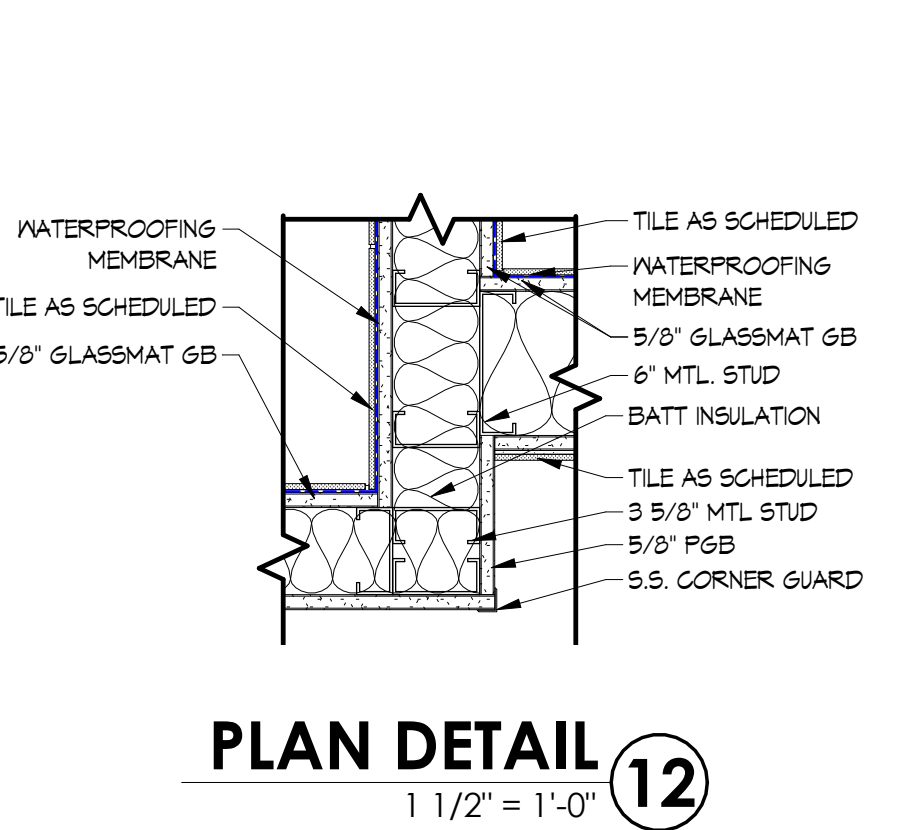 WATERPROOFING
MEMBRANE
TILE AS SCHEDULED
5/8" GLASSMAT GB
TILE AS SCHEDULED
WATERPROOFING
MEMBRANE
5/8" GLASSMAT GB
6" MTL. STUD
BATT INSULATION
TILE AS SCHEDULED
3 5/8" MTL STUD
5/8" PGB
S.S. CORNER GUARD
PLAN DETAIL 12
1 1/2" = 1'-0"